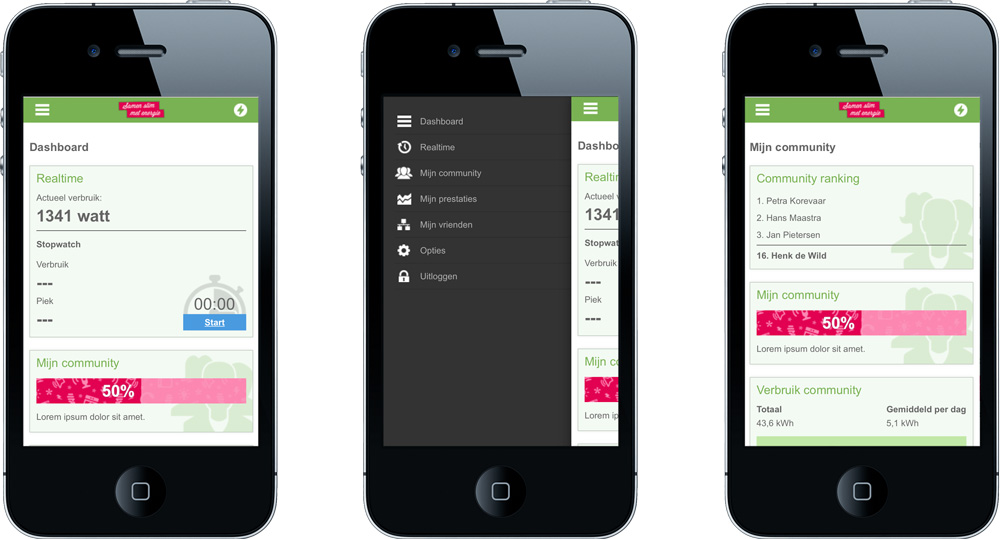 Samen slim
met energie
Dashboard
Realtime
Actueel verbruik:
1341 watt
Stopwatch
Verbruik
---
Piek
---
00:00
Start
Mijn community
50%
Lorem ipsum dolor sit amet.
Dashboard
Realtime
Mijn community
Mijn prestaties
Mijn vrienden
Opties
Uitloggen
Dashbo
Realtir
1341
Stopwat
Verbruik
---
Piek
---
Mijn co
Lorem ip
Samen slim
met energie
Mijn community
Community ranking
1. Petra Korevaar
2. Hans Maastra
3. Jan Pietersen
16. Henk de Wild
Mijn community
50%
Lorem ipsum dolor sit amet.
Verbruik community
Totaal Gemiddeld per dag
43,6 kWh 5,1 kWh